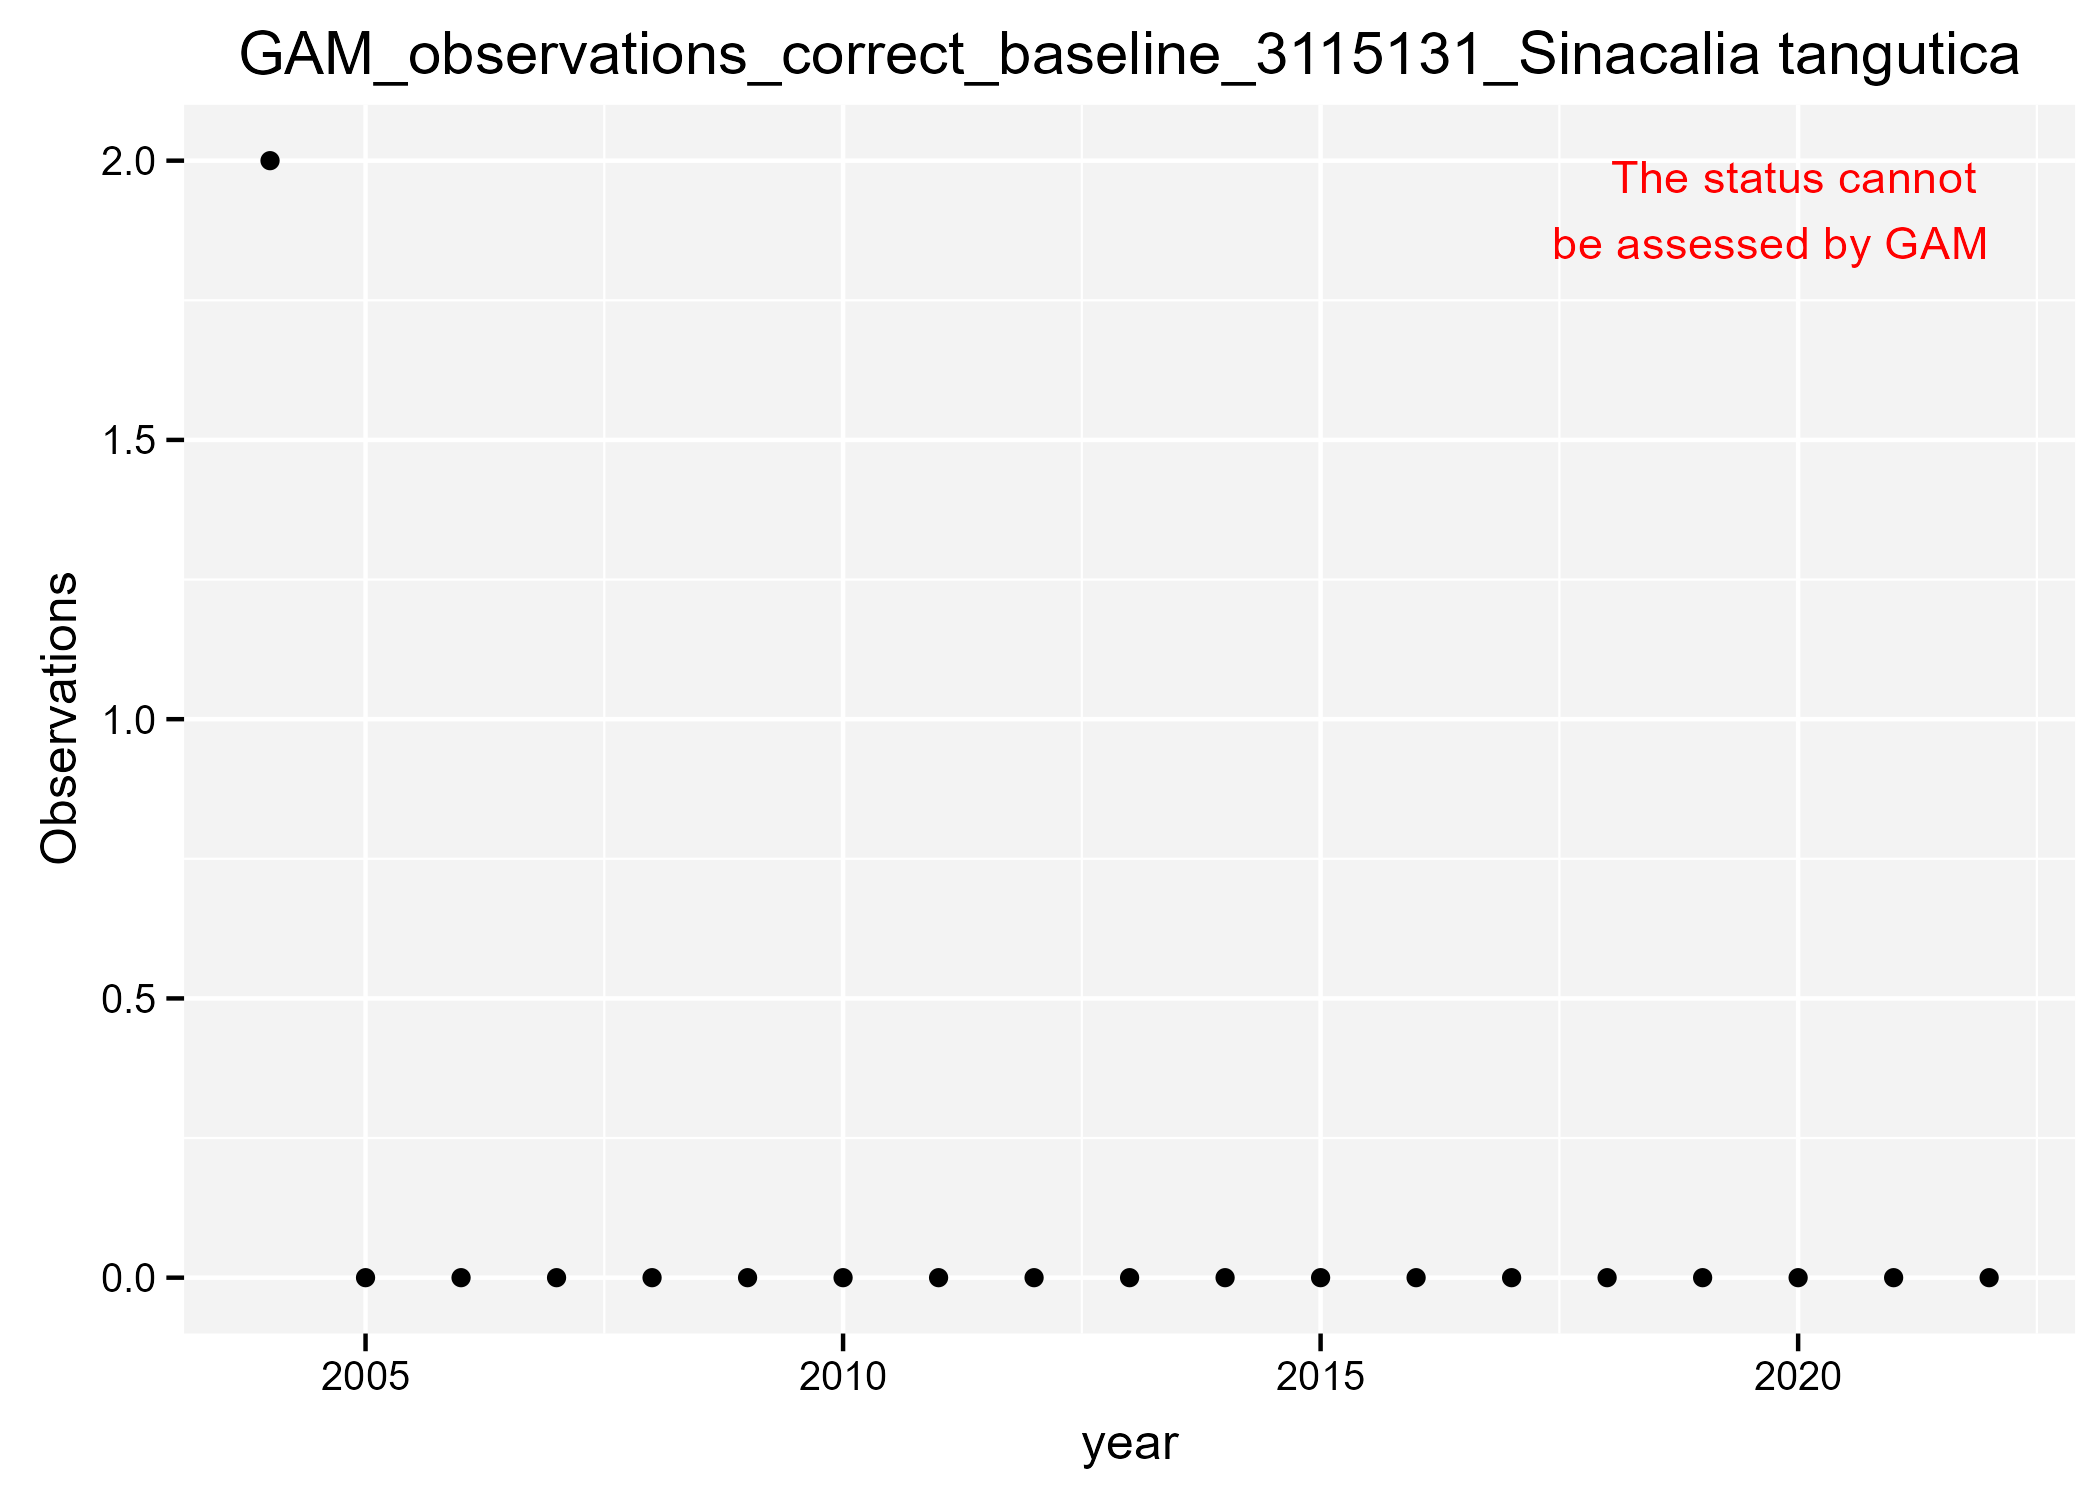 GAM_observations_correct_baseline_3115131_Sinacalia tangutica
The status cannot
be assessed by GAM
2.0
1.5
1.0
0.5
0.0
Observations
2005 2010 2015 2020
year